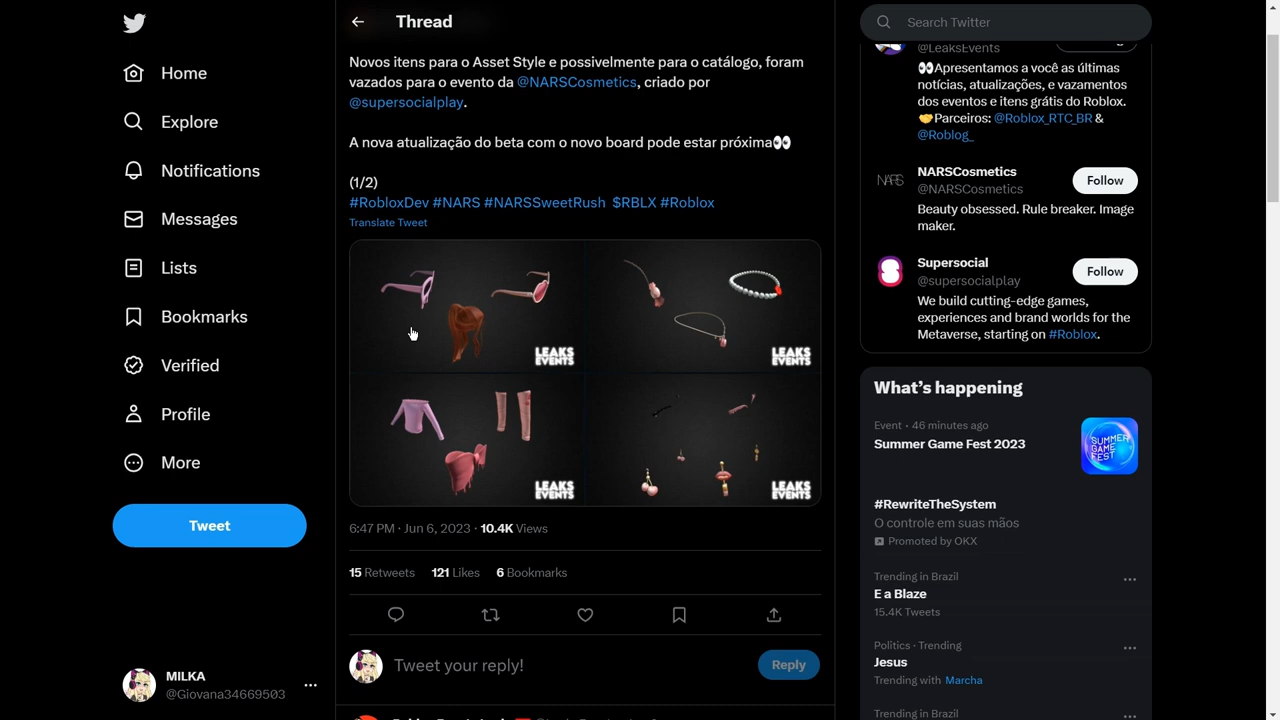 Thread
Search Twitter
Home
Explore
Notifications
Messages
Lists
Bookmarks
Verified
Profile
More
Tweet
MILKA
@Giovana34669503
Novos itens para o Asset Style e possivelmente para o catálogo, foram
vazados para o evento da @NARSCosmetics, criado por
@supersocialplay.
A nova atualização do beta com o novo board pode estar próxima👀
(1/2)
#RobloxDev #NARS #NARSSweetRush $RBLX #Roblox
Translate Tweet
LEAKS
EVENTS
LEAKS
EVENTS
LEAKS
EVENTS
LEAKS
EVENTS
6:47 PM · Jun 6, 2023 · 10.4K Views
15 Retweets 121 Likes 6 Bookmarks
Tweet your reply!
Reply
@LeaksEvents
👀Apresentamos a você as últimas
notícias, atualizações, e vazamentos
dos eventos e itens grátis do Roblox.
🤝Parceiros: @Roblox_RTC_BR &
@Roblog_
NARS
NARSCosmetics
@NARSCosmetics
Follow
Beauty obsessed. Rule breaker. Image
maker.
Supersocial
@supersocialplay
Follow
We build cutting-edge games,
experiences and brand worlds for the
Metaverse, starting on #Roblox.
What's happening
Event · 46 minutes ago
Summer Game Fest 2023
SUMMER
GAME
FEST
#RewriteTheSystem
O controle em suas mãos
Promoted by OKX
Trending in Brazil
E a Blaze
15.4K Tweets
Politics · Trending
Jesus
Trending with Marcha
Trending in Brazil